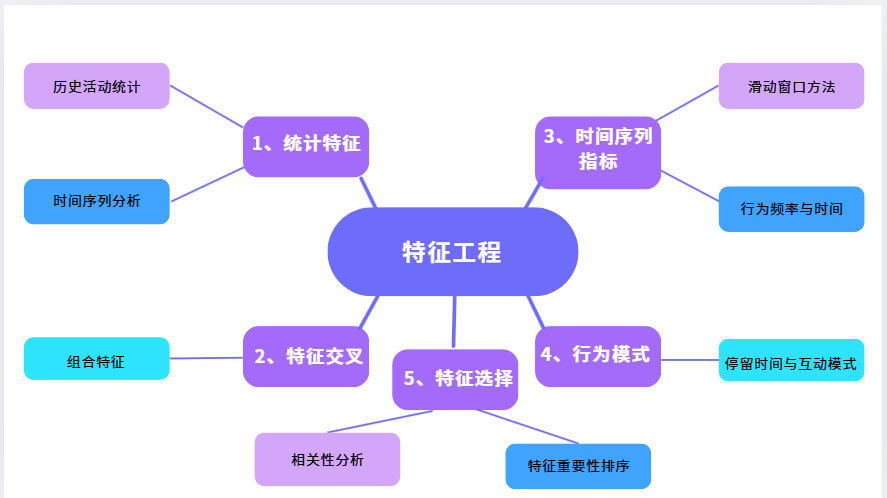 历史活动统计
滑动窗口方法
1、统计特征
3、时间序列
指标
时间序列分析
行为频率与时间
特征工程
组合特征
2、特征交叉
4、行为模式
停留时间与互动模式
5、特征选择
相关性分析
特征重要性排序